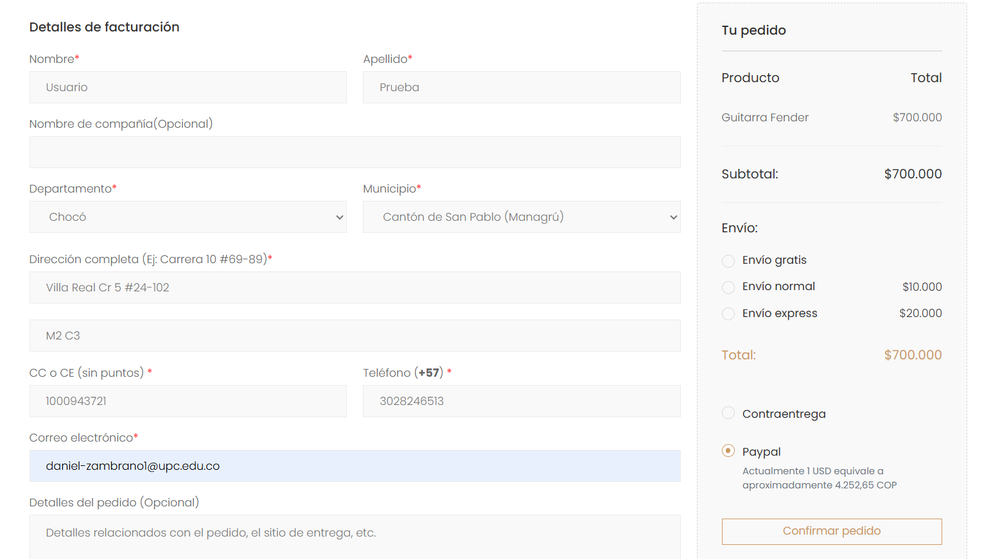 Detalles de facturación
Nombre*
Apellido*
Usuario
Prueba
Nombre de compañía(Opcional)
Departamento*
Municipio*
Chocó
Cantón de San Pablo (Managrú)
Dirección completa (Ej: Carrera 10 #69-89)*
Villa Real Cr 5 #24-102
M2 C3
CC o CE (sin puntos) *
Teléfono (+57) *
1000943721
3028246513
Correo electrónico*
daniel-zambrano1@upc.edu.co
Detalles del pedido (Opcional)
Detalles relacionados con el pedido, el sitio de entrega, etc.
Tu pedido
Producto Total
Guitarra Fender $700.000
Subtotal: $700.000
Envío:
Envío gratis
Envío normal $10.000
Envío express $20.000
Total: $700.000
Contraentrega
Paypal
Actualmente 1 USD equivale a
aproximadamente 4.252,65 COP
Confirmar pedido